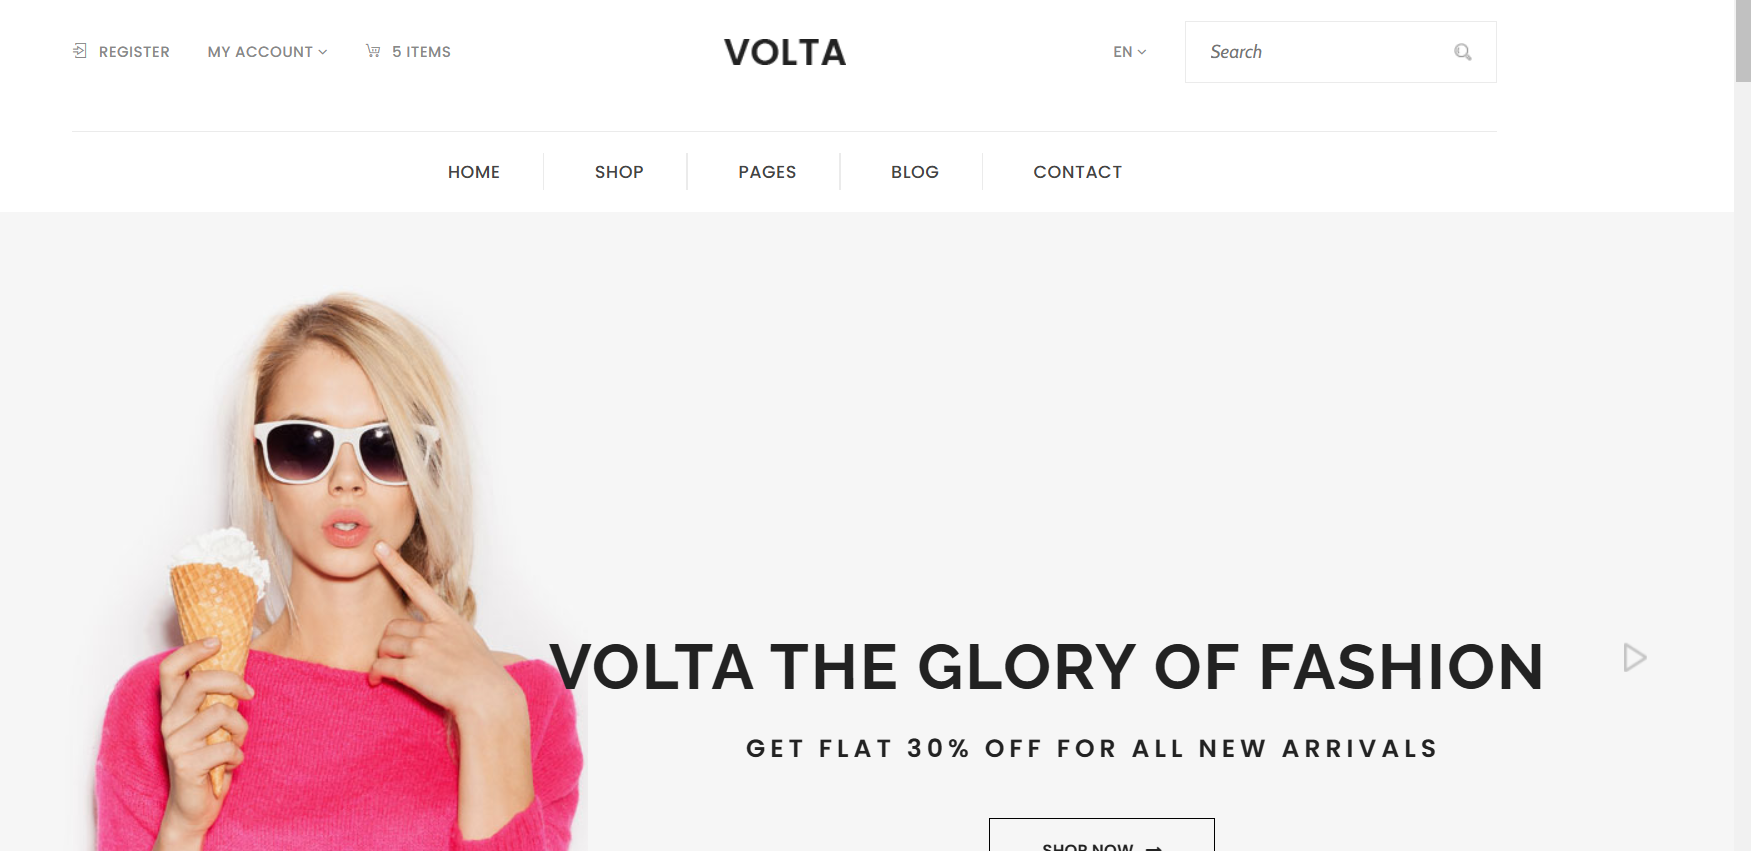 REGISTER MY ACCOUNT 5 ITEMS VOLTA EN Search
HOME SHOP PAGES BLOG CONTACT
VOLTA THE GLORY OF FASHION
GET FLAT 30% OFF FOR ALL NEW ARRIVALS
SHOP NOW